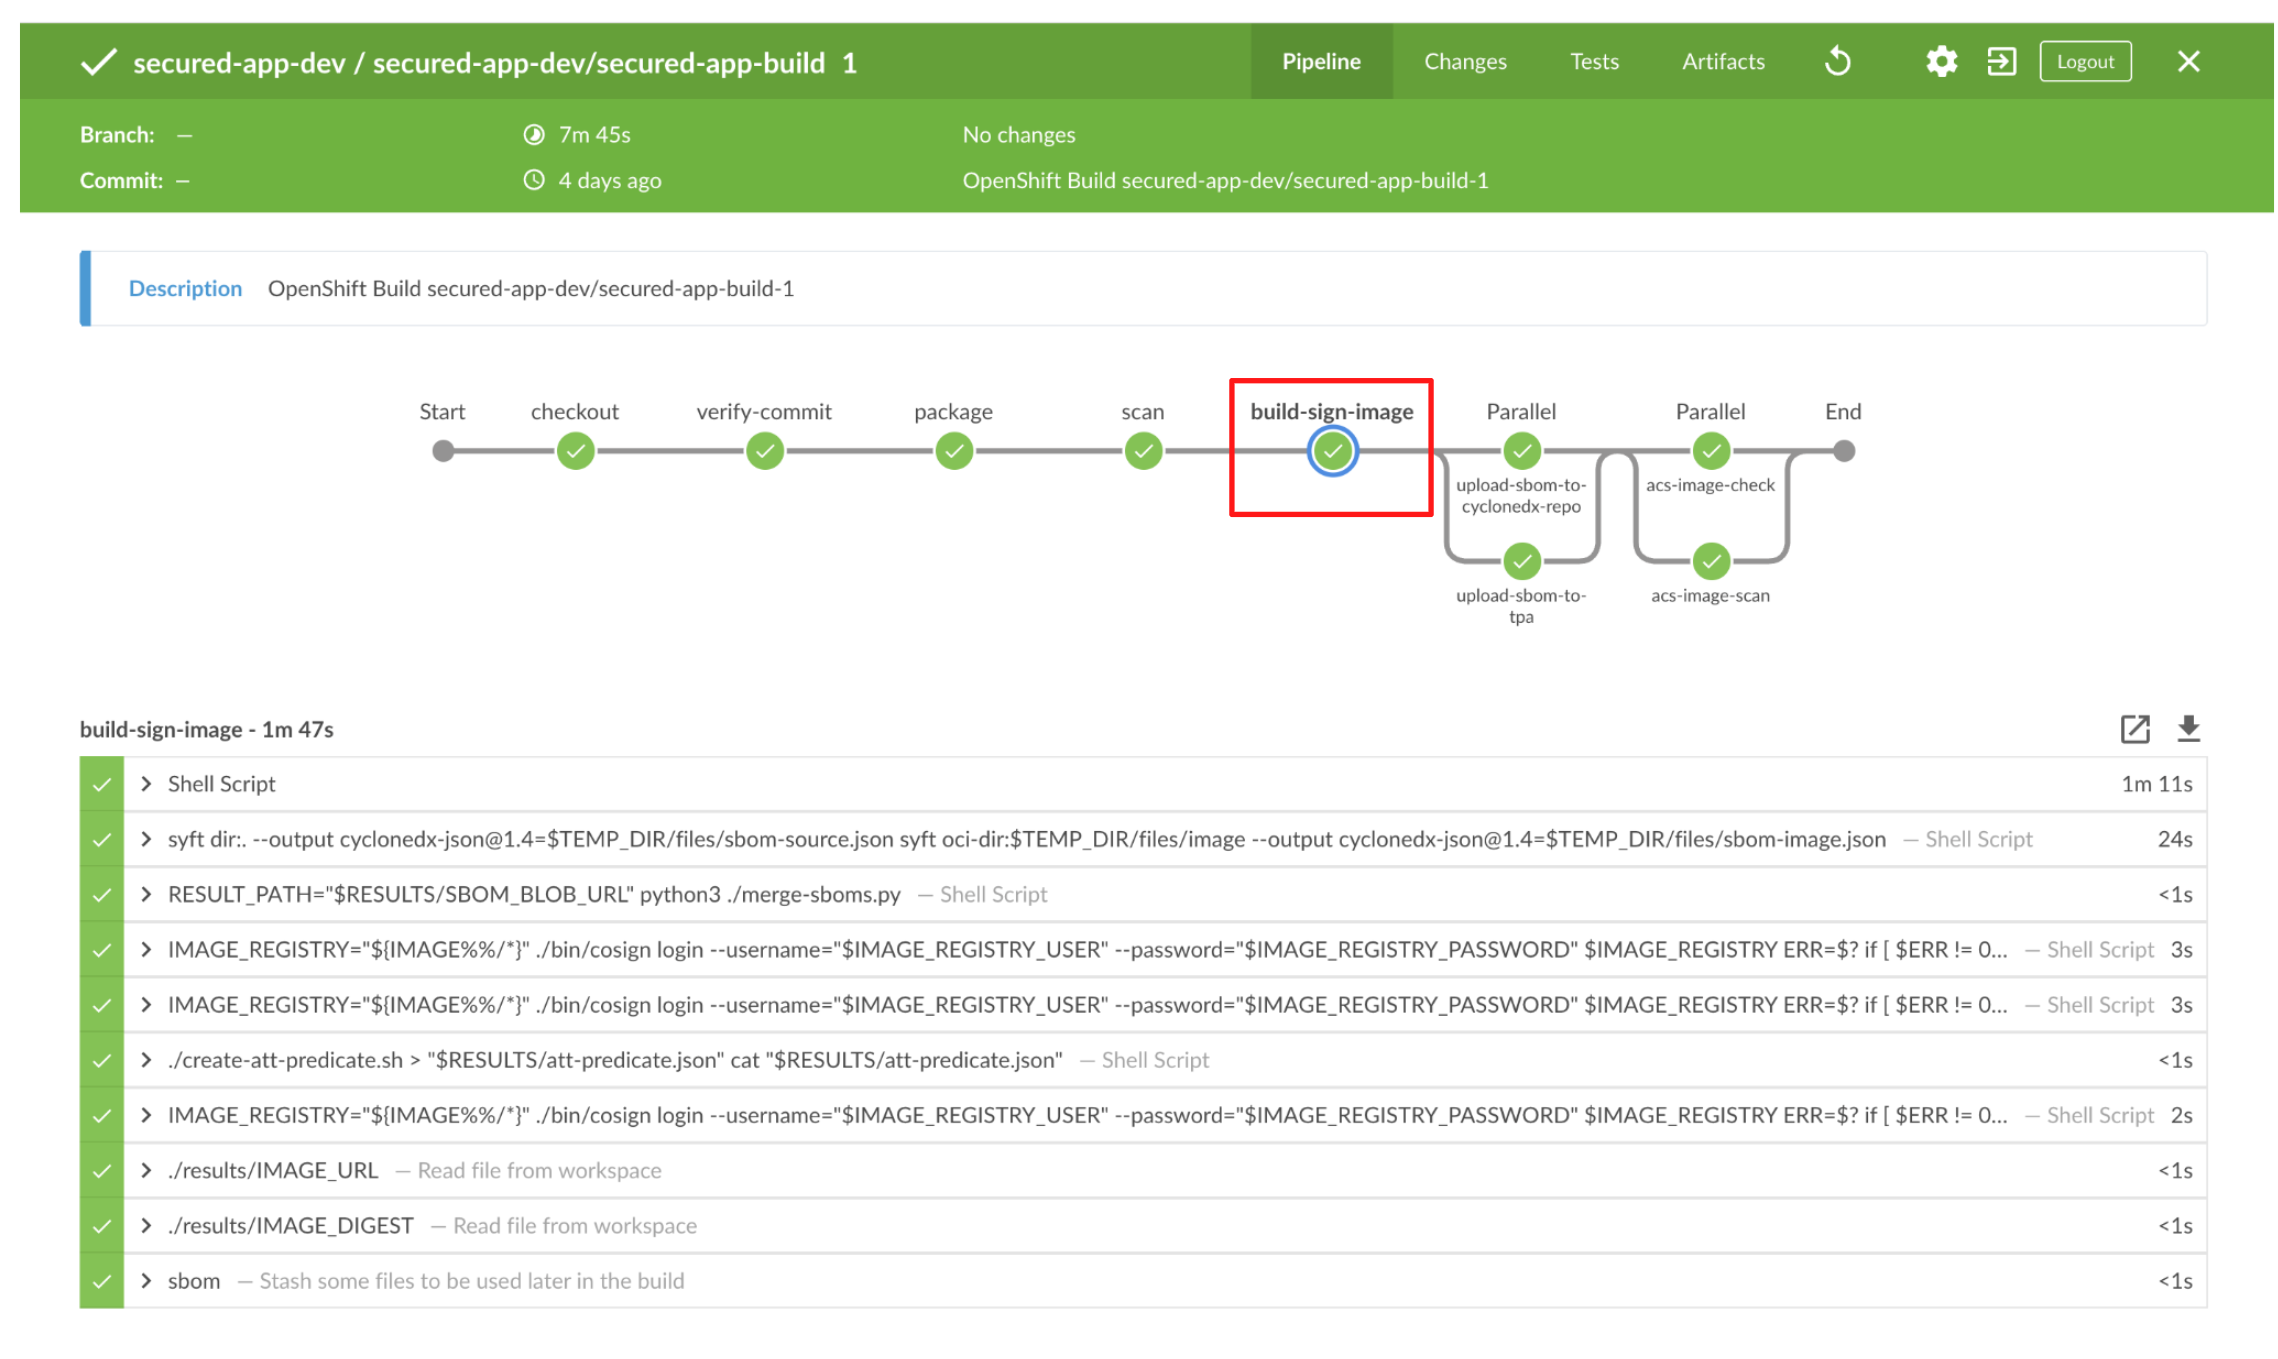 secured-app-dev / secured-app-dev/secured-app-build 1
Pipeline Changes Tests Artifacts Logout
Branch: — 7m 45s No changes
Commit: — 4 days ago OpenShift Build secured-app-dev/secured-app-build-1
Description OpenShift Build secured-app-dev/secured-app-build-1
Start checkout verify-commit package scan build-sign-image Parallel Parallel End
upload-sbom-to- acs-image-check
cyclonedx-repo
upload-sbom-to- acs-image-scan
tpa
build-sign-image - 1m 47s
Shell Script 1m 11s
syft dir:. --output cyclonedx-json@1.4=$TEMP_DIR/files/sbom-source.json syft oci-dir:$TEMP_DIR/files/image --output cyclonedx-json@1.4=$TEMP_DIR/files/sbom-image.json — Shell Script 24s
RESULT_PATH="$RESULTS/SBOM_BLOB_URL" python3 ./merge-sboms.py — Shell Script <1s
IMAGE_REGISTRY="${IMAGE%%/*}" ./bin/cosign login --username="$IMAGE_REGISTRY_USER" --password="$IMAGE_REGISTRY_PASSWORD" $IMAGE_REGISTRY ERR=$? if [ $ERR != 0... — Shell Script 3s
IMAGE_REGISTRY="${IMAGE%%/*}" ./bin/cosign login --username="$IMAGE_REGISTRY_USER" --password="$IMAGE_REGISTRY_PASSWORD" $IMAGE_REGISTRY ERR=$? if [ $ERR != 0... — Shell Script 3s
./create-att-predicate.sh > "$RESULTS/att-predicate.json" cat "$RESULTS/att-predicate.json" — Shell Script <1s
IMAGE_REGISTRY="${IMAGE%%/*}" ./bin/cosign login --username="$IMAGE_REGISTRY_USER" --password="$IMAGE_REGISTRY_PASSWORD" $IMAGE_REGISTRY ERR=$? if [ $ERR != 0... — Shell Script 2s
./results/IMAGE_URL — Read file from workspace <1s
./results/IMAGE_DIGEST — Read file from workspace <1s
sbom — Stash some files to be used later in the build <1s